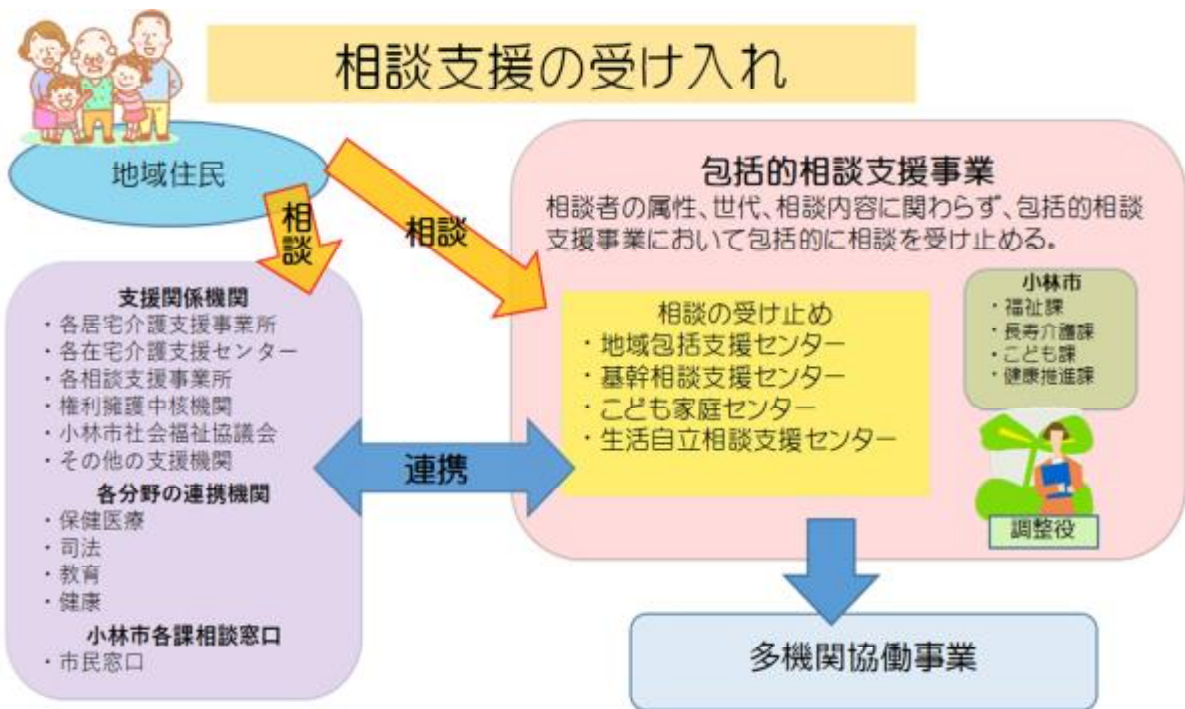 相談支援の受け入れ
地域住民
相談
相談
支援関係機関
・各居宅介護支援事業所
・各在宅介護支援センター
・各相談支援事業所
・権利擁護中核機関
・小林市社会福祉協議会
・その他の支援機関
各分野の連携機関
・保健医療
・司法
・教育
・健康
小林市各課相談窓口
・市民窓口
連携
包括的相談支援事業
相談者の属性、世代、相談内容に関わらず、包括的相談
支援事業において包括的に相談を受け止める。
相談の受け止め
・地域包括支援センター
・基幹相談支援センター
・こども家庭センター
・生活自立相談支援センター
小林市
・福祉課
・長寿介護課
・こども課
・健康推進課
調整役
多機関協働事業